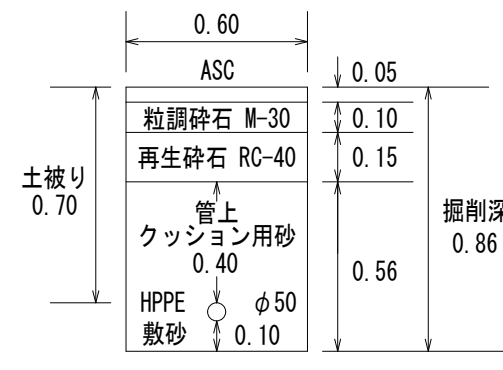 0.60
ASC
0.05
粒調砕石 M-30
0.10
再生砕石 RC-40
0.15
土被り
0.70
管上
クッション用砂
0.40
掘削深
0.86
0.56
HPPE φ50
敷砂 0.10